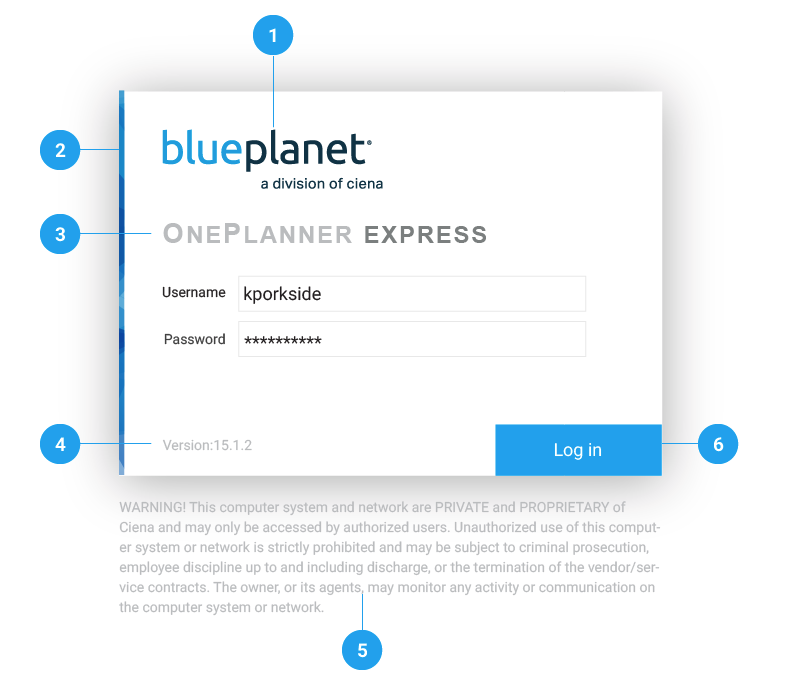 1
blueplanet®
2
a division of ciena
3
ONEPLANNER EXPRESS
Username kporkside
Password **********
4
Version:15.1.2
Log in
6
WARNING! This computer system and network are PRIVATE and PROPRIETARY of
Ciena and may only be accessed by authorized users. Unauthorized use of this comput-
er system or network is strictly prohibited and may be subject to criminal prosecution,
employee discipline up to and including discharge, or the termination of the vendor/ser-
vice contracts. The owner, or its agents, may monitor any activity or communication on
the computer system or network.
5